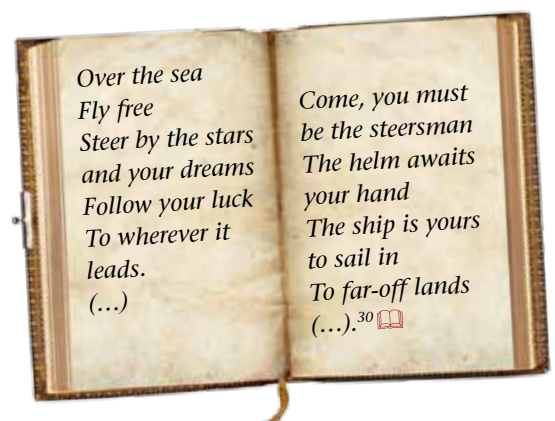 Over the sea
Fly free
Steer by the stars
and your dreams
Follow your luck
To wherever it
leads.
(…)
Come, you must
be the steersman
The helm awaits
your hand
The ship is yours
to sail in
To far-off lands
(…).30